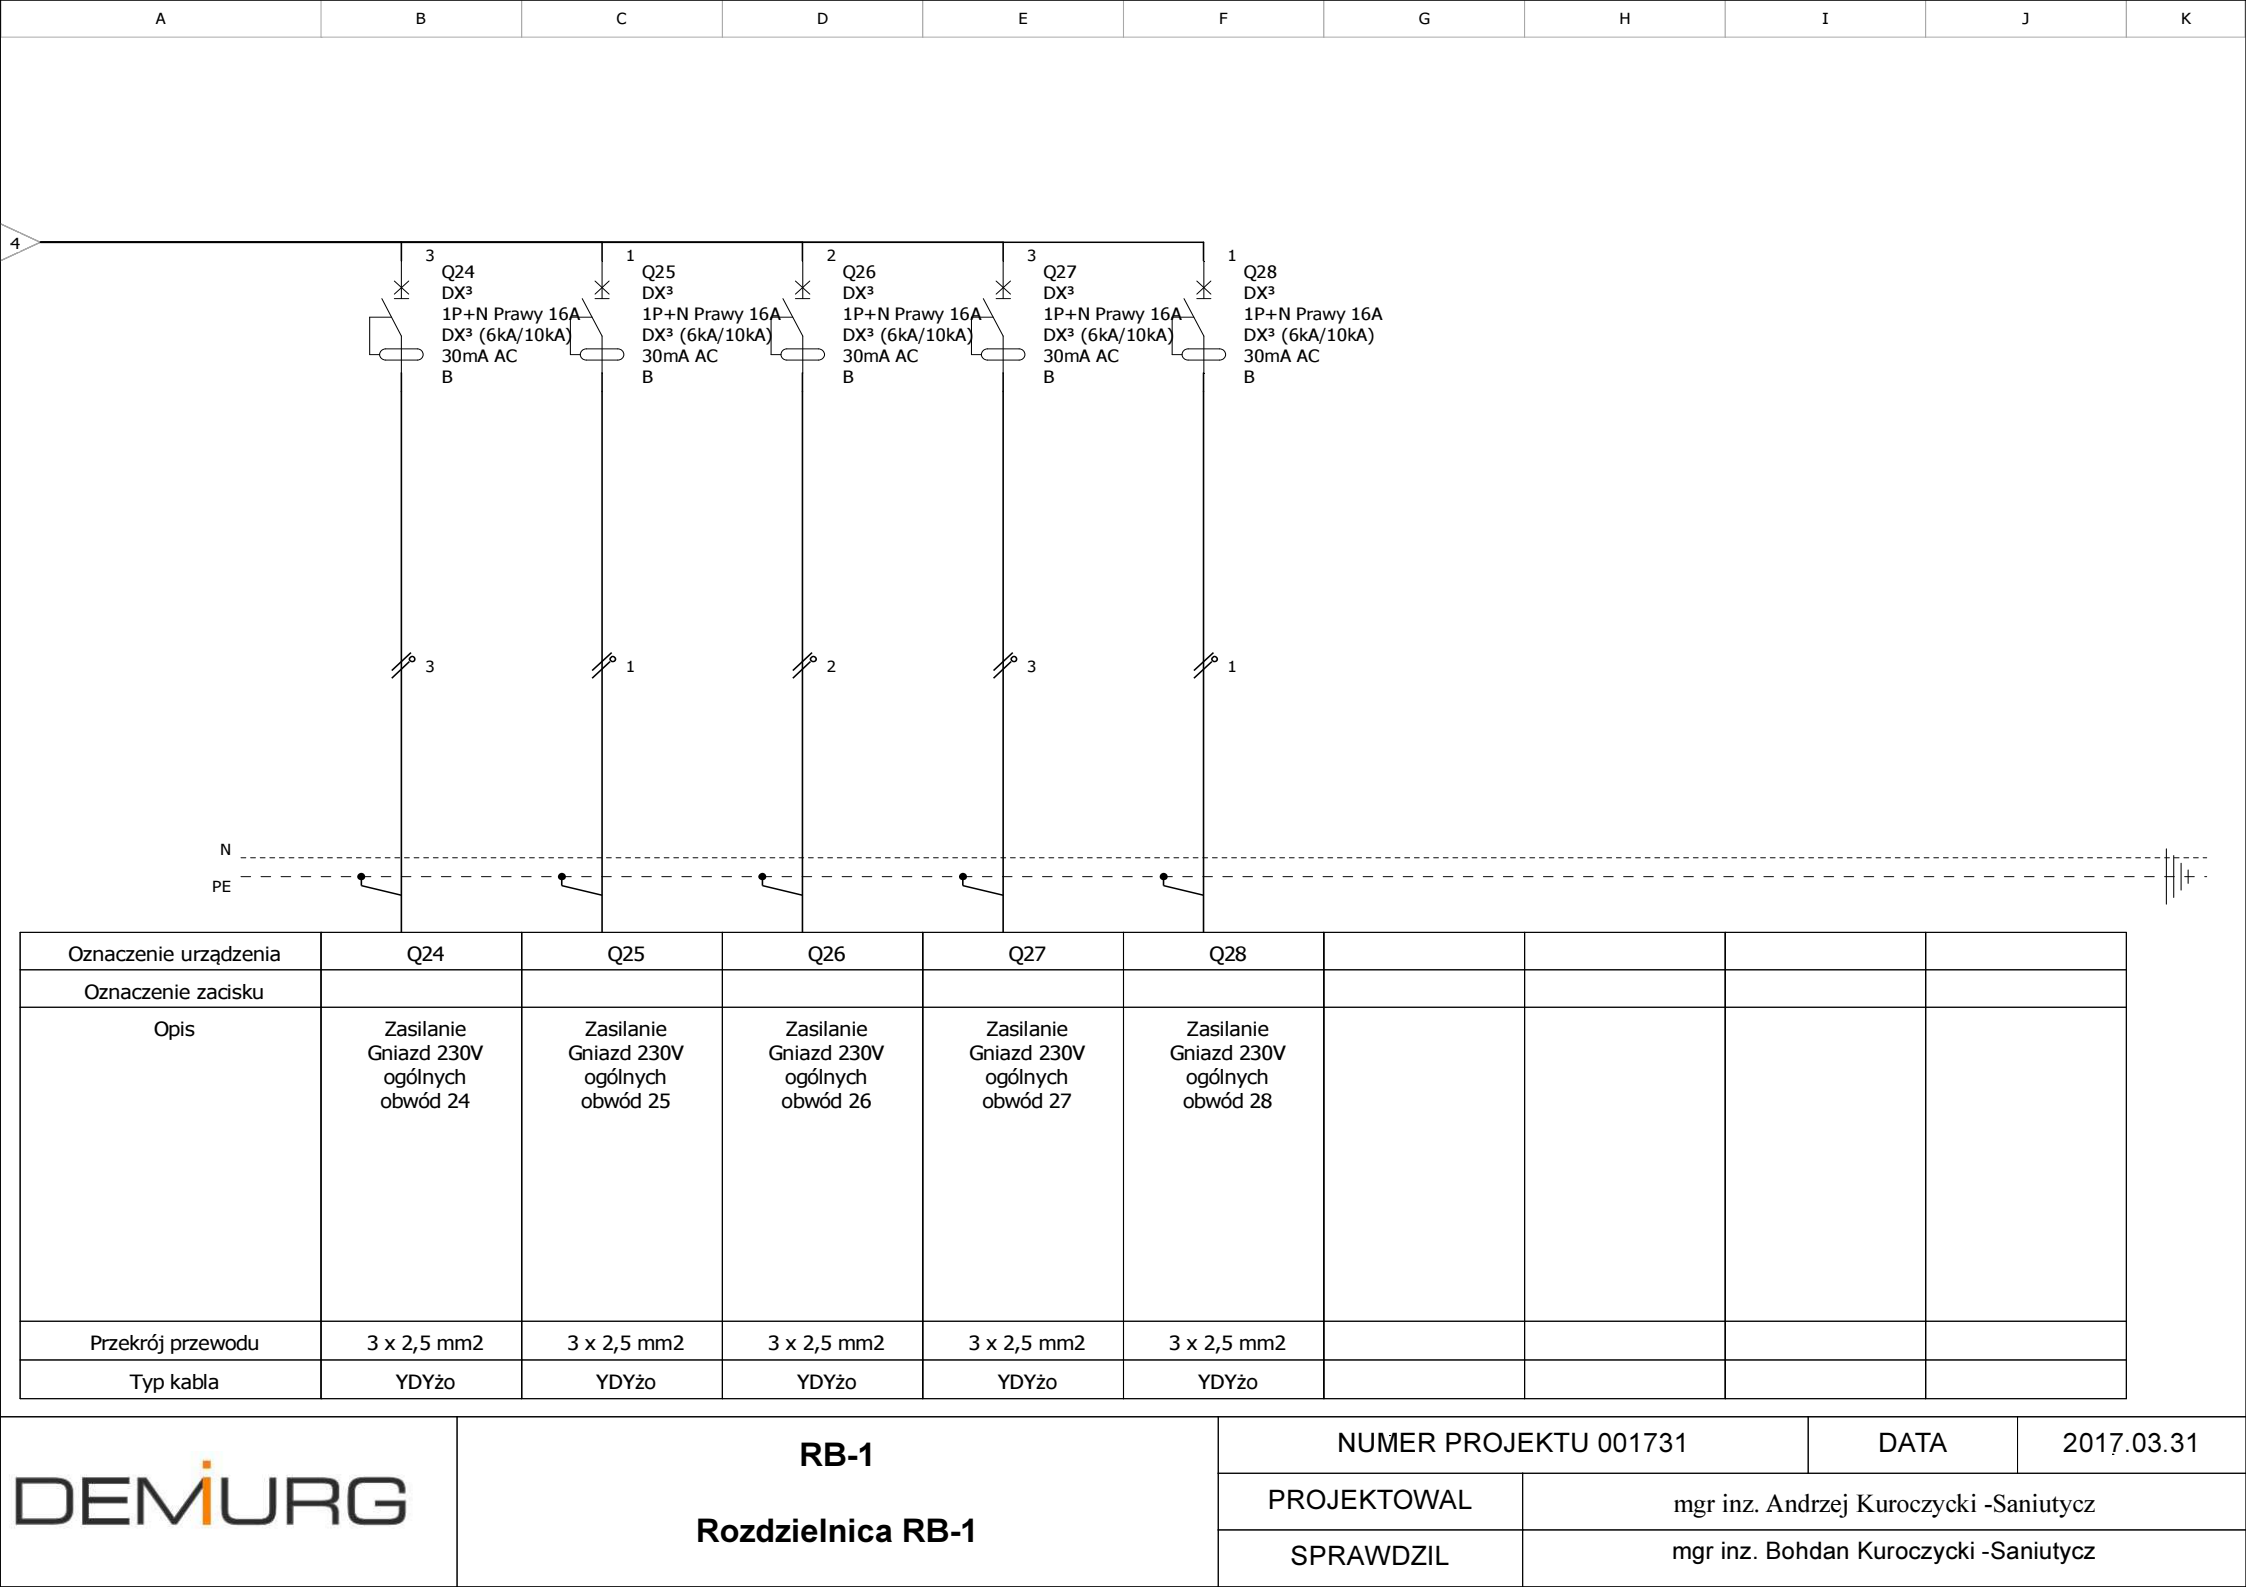 A B C D E F G H I J K
4
3 1 2 3 1
Q24 Q25 Q26 Q27 Q28
DX³ DX³ DX³ DX³ DX³
1P+N Prawy 16A 1P+N Prawy 16A 1P+N Prawy 16A 1P+N Prawy 16A 1P+N Prawy 16A
DX³ (6kA/10kA) DX³ (6kA/10kA) DX³ (6kA/10kA) DX³ (6kA/10kA) DX³ (6kA/10kA)
30mA AC 30mA AC 30mA AC 30mA AC 30mA AC
B B B B B
3 1 2 3 1
N
PE
Oznaczenie urządzenia Q24 Q25 Q26 Q27 Q28
Oznaczenie zacisku
Opis Zasilanie Zasilanie Zasilanie Zasilanie Zasilanie
Gniazd 230V Gniazd 230V Gniazd 230V Gniazd 230V Gniazd 230V
ogólnych ogólnych ogólnych ogólnych ogólnych
obwód 24 obwód 25 obwód 26 obwód 27 obwód 28
Przekrój przewodu 3 x 2,5 mm2 3 x 2,5 mm2 3 x 2,5 mm2 3 x 2,5 mm2 3 x 2,5 mm2
Typ kabla YDYżo YDYżo YDYżo YDYżo YDYżo
DEMiURG
RB-1
Rozdzielnica RB-1
NUMER PROJEKTU 001731 DATA 2017.03.31
PROJEKTOWAL mgr inz. Andrzej Kuroczycki -Saniutycz
SPRAWDZIL mgr inz. Bohdan Kuroczycki -Saniutycz